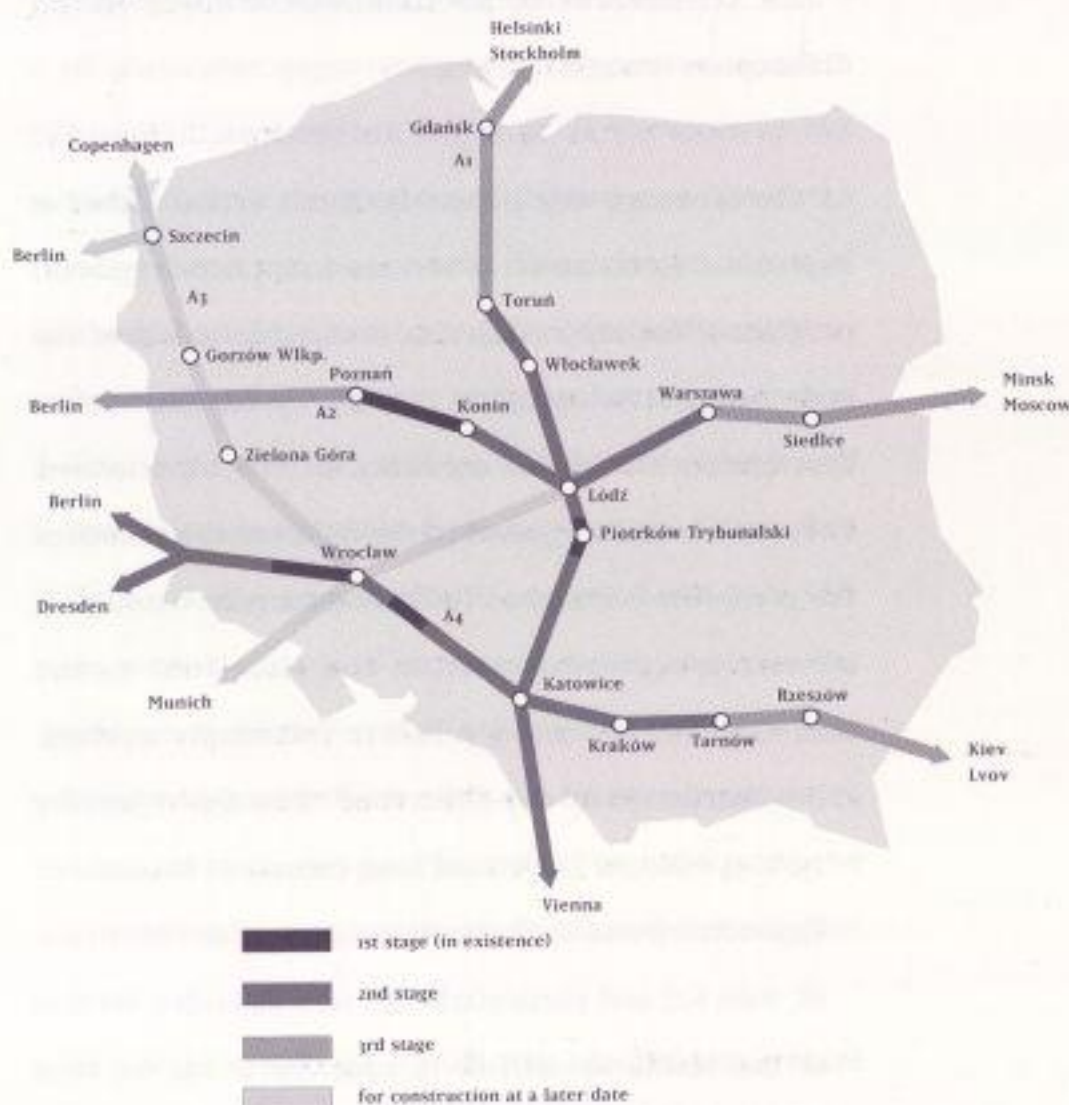 Helsinki
Stockholm
Gdańsk
A1
Copenhagen
Szczecin
Berlin
A3
Toruń
Gorzów Wlkp.
Włocławek
Poznań
Warszawa
Minsk
Moscow
Berlin
A2
Konin
Siedlce
Zielona Góra
Łódź
Berlin
Piotrków Trybunalski
Wrocław
Dresden
A4
Munich
Katowice
Rzeszów
Kraków
Tarnów
Kiev
Lvov
Vienna
1st stage (in existence)
2nd stage
3rd stage
for construction at a later date